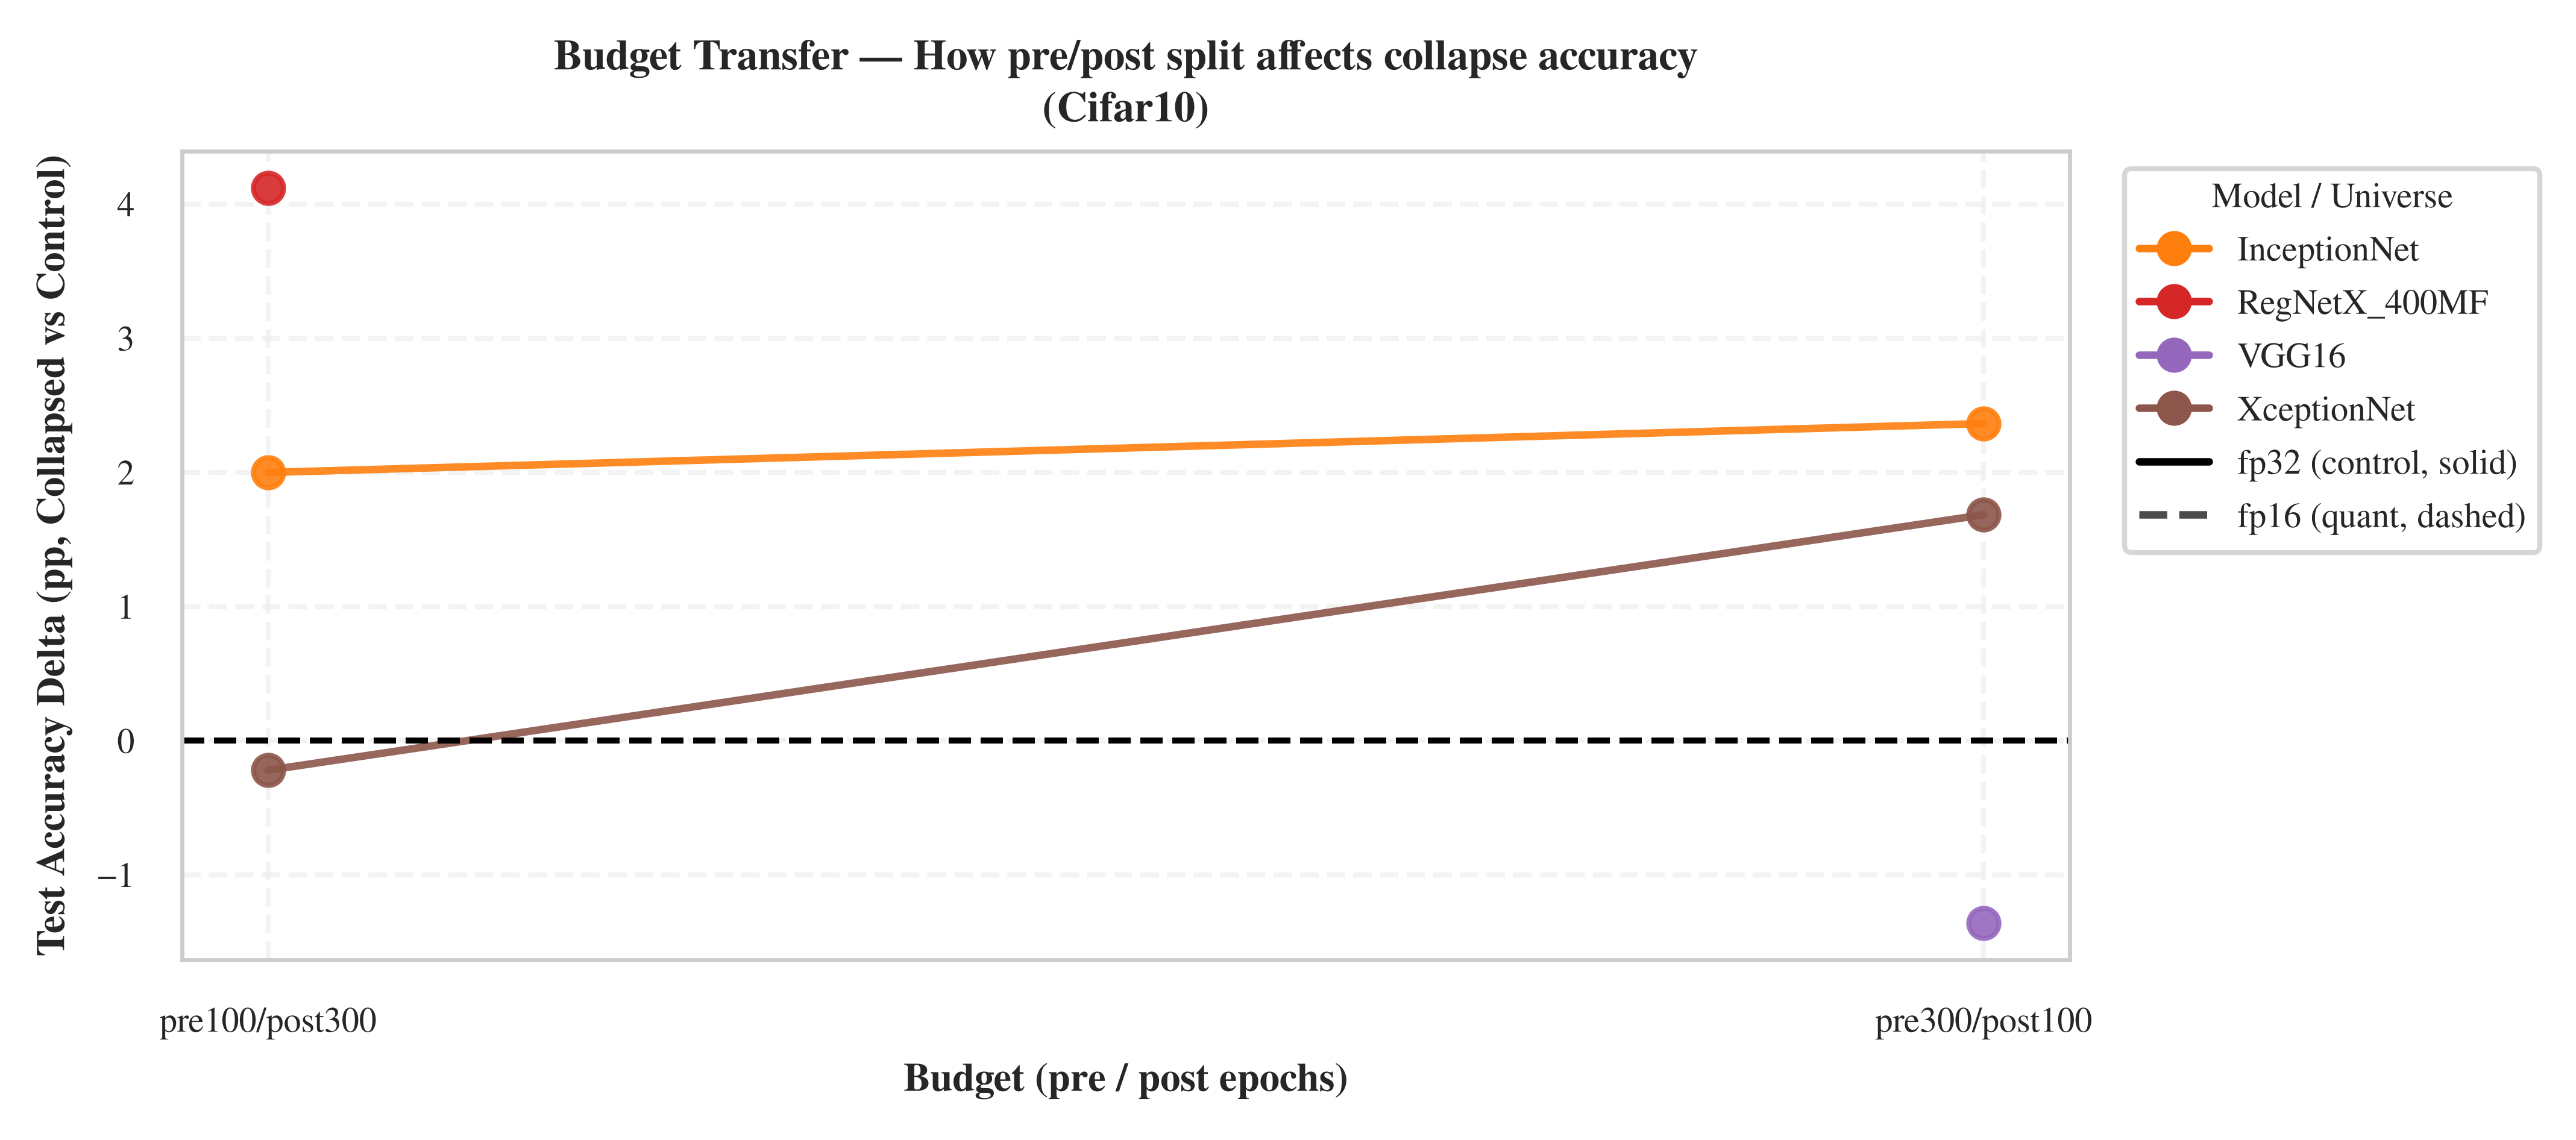 Budget Transfer — How pre/post split affects collapse accuracy
(Cifar10)
Test Accuracy Delta (pp, Collapsed vs Control)
4
3
2
1
0
−1
pre100/post300
pre300/post100
Budget (pre / post epochs)
Model / Universe
InceptionNet
RegNetX_400MF
VGG16
XceptionNet
fp32 (control, solid)
fp16 (quant, dashed)